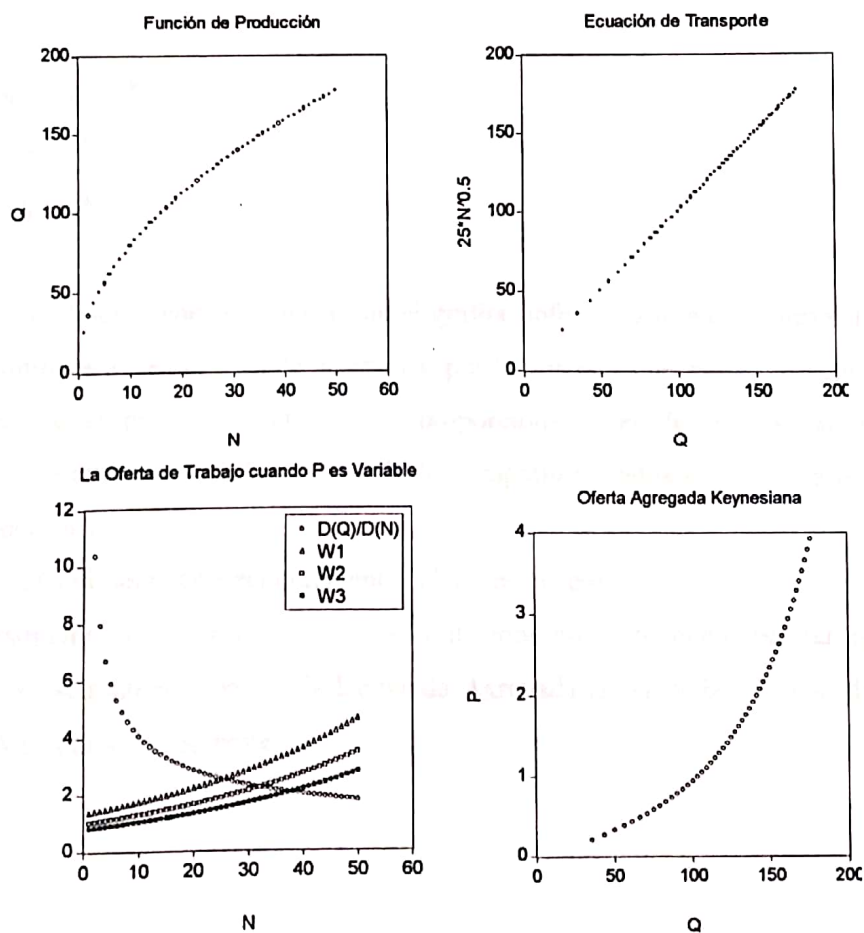 Función de Producción
200
150
100
50
0
Q
0 10 20 30 40 50 60
N
Ecuación de Transporte
200
150
100
50
0
25*N^0.5
0 50 100 150 200
Q
La Oferta de Trabajo cuando P es Variable
12
10
8
6
4
2
0
D(Q)/D(N)
W1
W2
W3
0 10 20 30 40 50 60
N
Oferta Agregada Keynesiana
4
3
2
1
0
P
0 50 100 150 200
Q